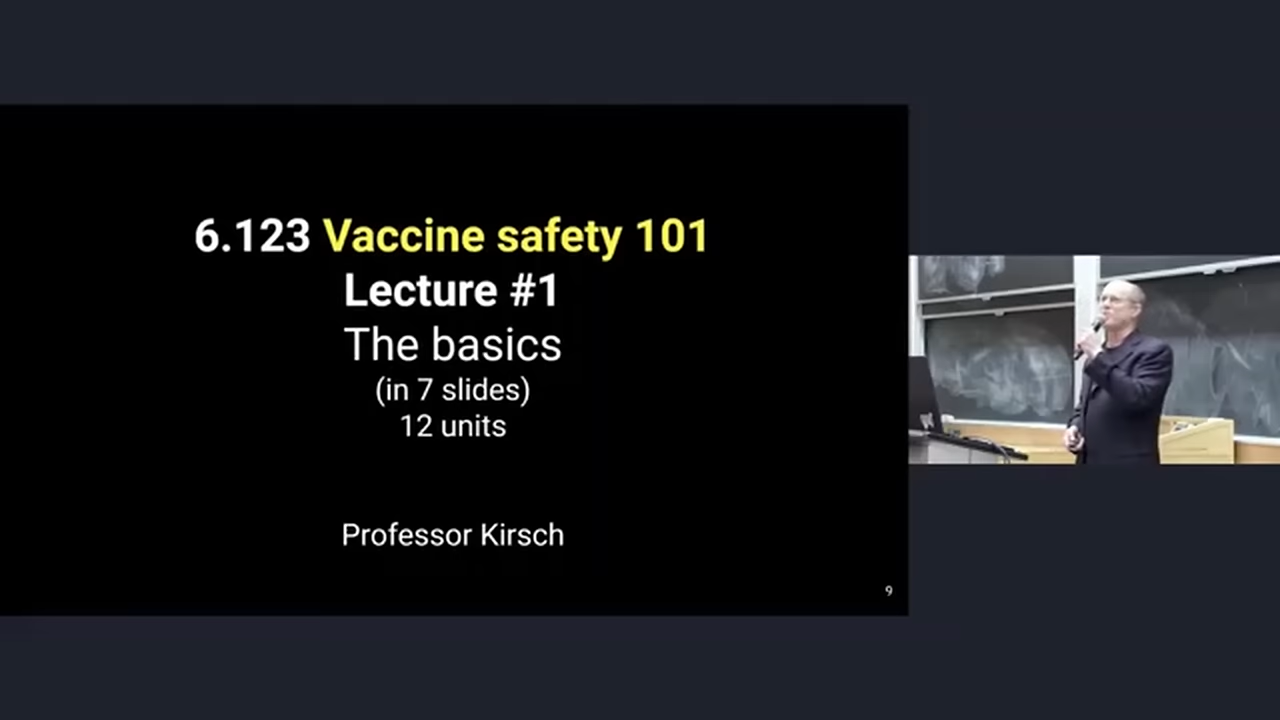 6.123 Vaccine safety 101
Lecture #1
The basics
(in 7 slides)
12 units
Professor Kirsch
9